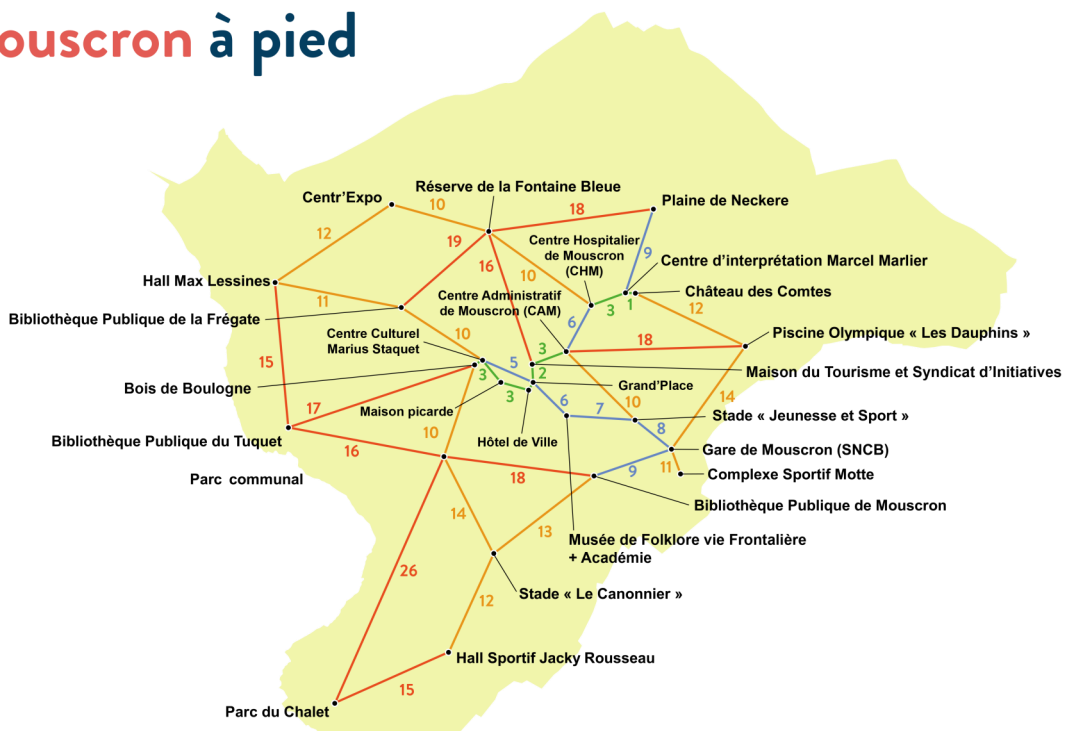 ouscron à pied
Réserve de la Fontaine Bleue
Centr’Expo
10
18
Plaine de Neckere
12
19
16
10
Centre Hospitalier
de Mouscron
(CHM)
9
Centre d’interprétation Marcel Marlier
Hall Max Lessines
11
Centre Administratif
de Mouscron (CAM)
3
1
Château des Comtes
12
Bibliothèque Publique de la Frégate
10
6
Centre Culturel
Marius Staquet
5
3
18
Piscine Olympique « Les Dauphins »
15
3
2
Maison du Tourisme et Syndicat d’Initiatives
Bois de Boulogne
Grand’Place
14
17
Maison picarde
3
6
7
10
Stade « Jeunesse et Sport »
Bibliothèque Publique du Tuquet
10
Hôtel de Ville
8
16
Gare de Mouscron (SNCB)
Parc communal
18
9
11
Complexe Sportif Motte
Bibliothèque Publique de Mouscron
14
13
Musée de Folklore vie Frontalière
+ Académie
26
12
Stade « Le Canonnier »
Hall Sportif Jacky Rousseau
15
Parc du Chalet